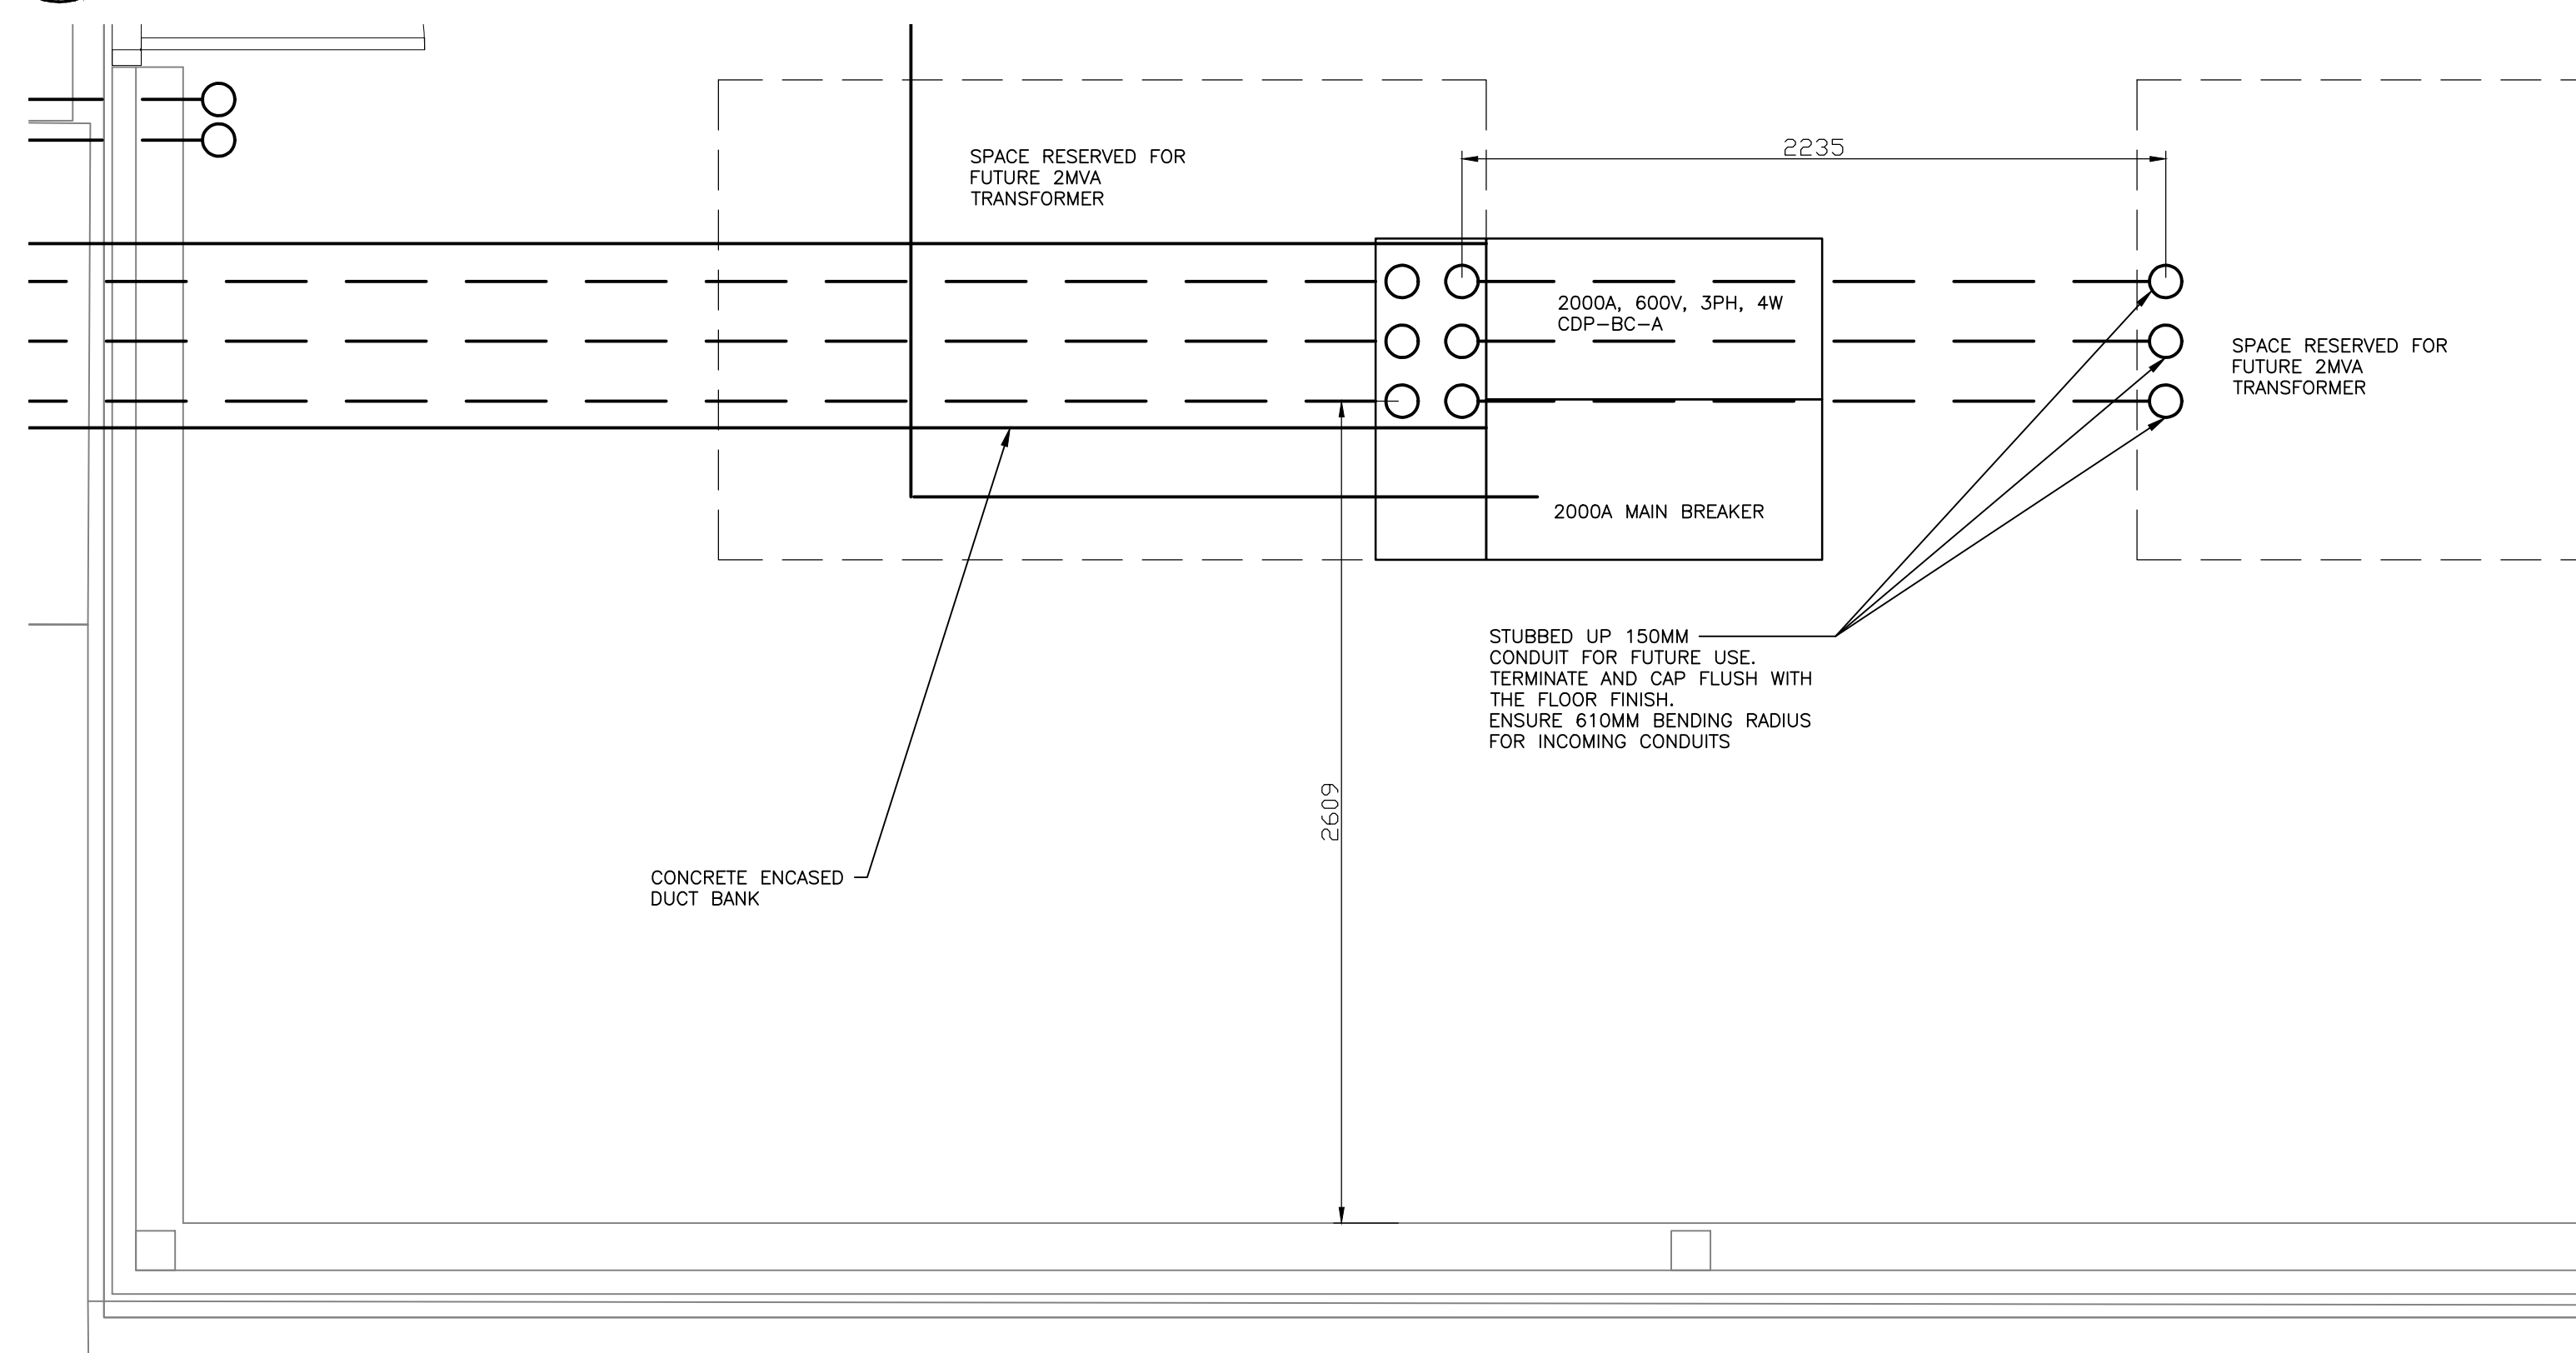 SPACE RESERVED FOR
FUTURE 2MVA
TRANSFORMER
2235
2000A, 600V, 3PH, 4W
CDP-BC-A
SPACE RESERVED FOR
FUTURE 2MVA
TRANSFORMER
2000A MAIN BREAKER
STUBBED UP 150MM
CONDUIT FOR FUTURE USE.
TERMINATE AND CAP FLUSH WITH
THE FLOOR FINISH.
ENSURE 610MM BENDING RADIUS
FOR INCOMING CONDUITS
2609
CONCRETE ENCASED
DUCT BANK